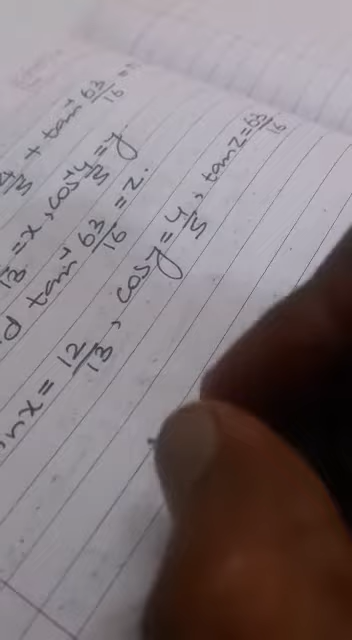 4/5 + tan⁻¹ 63/16 =
13 = x, cos⁻¹ 4/5 = y
d tan⁻¹ 63/16 = z.
nx = 12/13, cos y = 4/5, tan z = 63/16